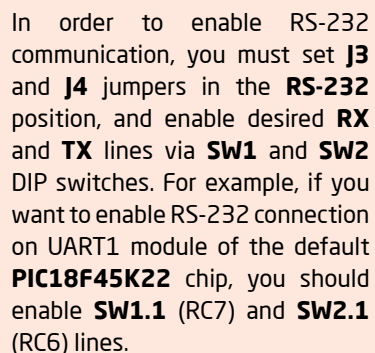 In order to enable RS-232
communication, you must set J3
and J4 jumpers in the RS-232
position, and enable desired RX
and TX lines via SW1 and SW2
DIP switches. For example, if you
want to enable RS-232 connection
on UART1 module of the default
PIC18F45K22 chip, you should
enable SW1.1 (RC7) and SW2.1
(RC6) lines.